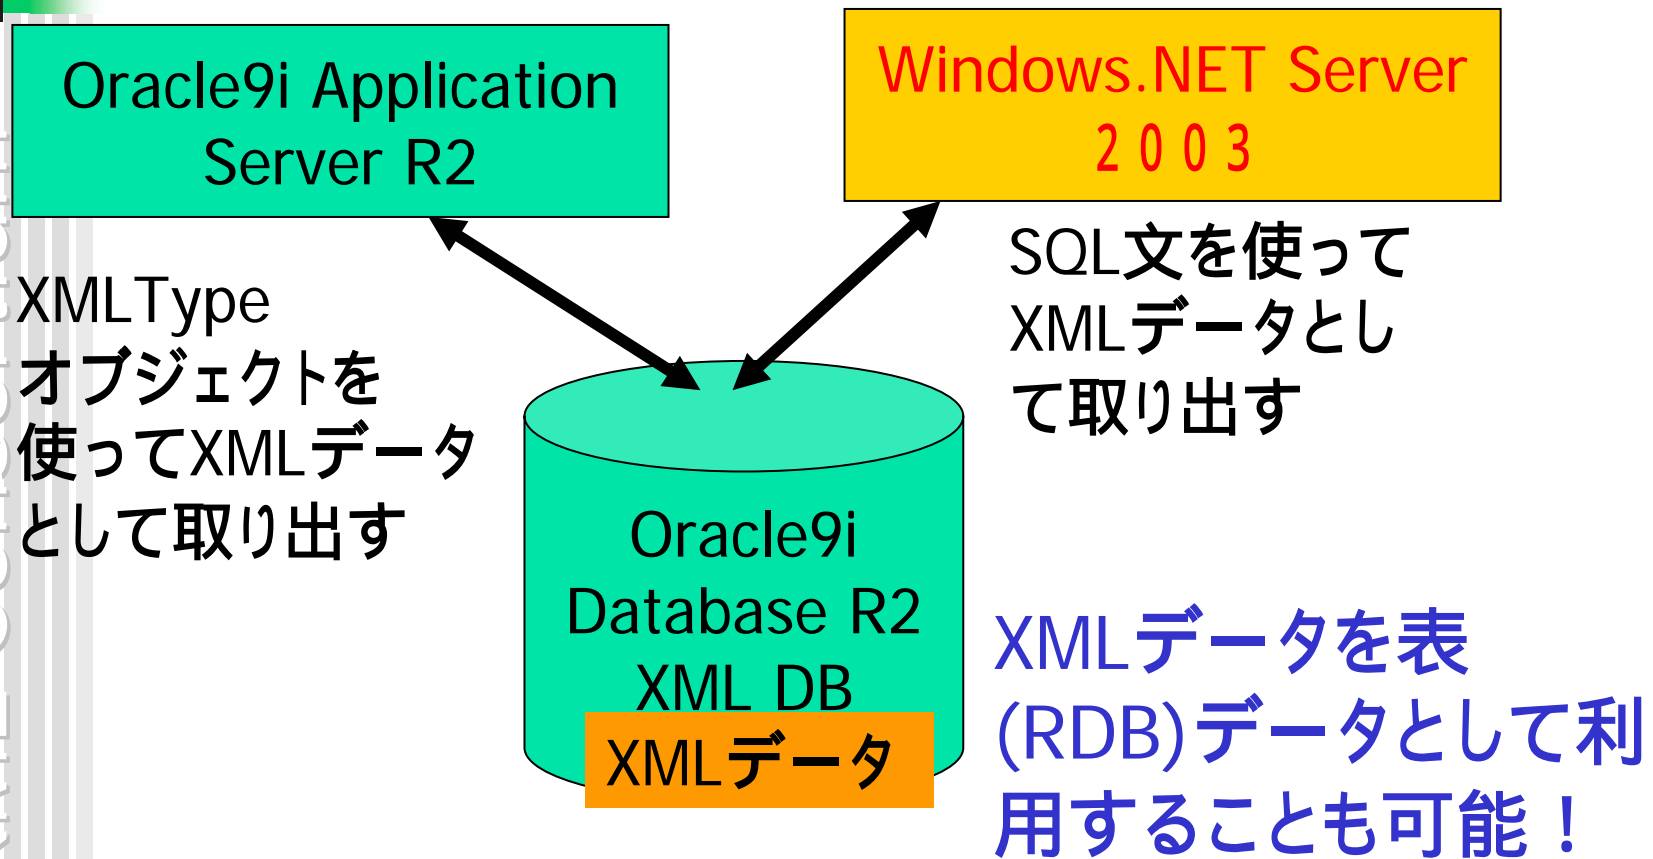 Oracle9i Application
Server R2
Windows.NET Server
２００３
XMLType
オブジェクトを
使ってXMLデータ
として取り出す
SQL文を使って
XMLデータとし
て取り出す
Oracle9i
Database R2
XML DB
XMLデータ
XMLデータを表
(RDB)データとして利
用することも可能！